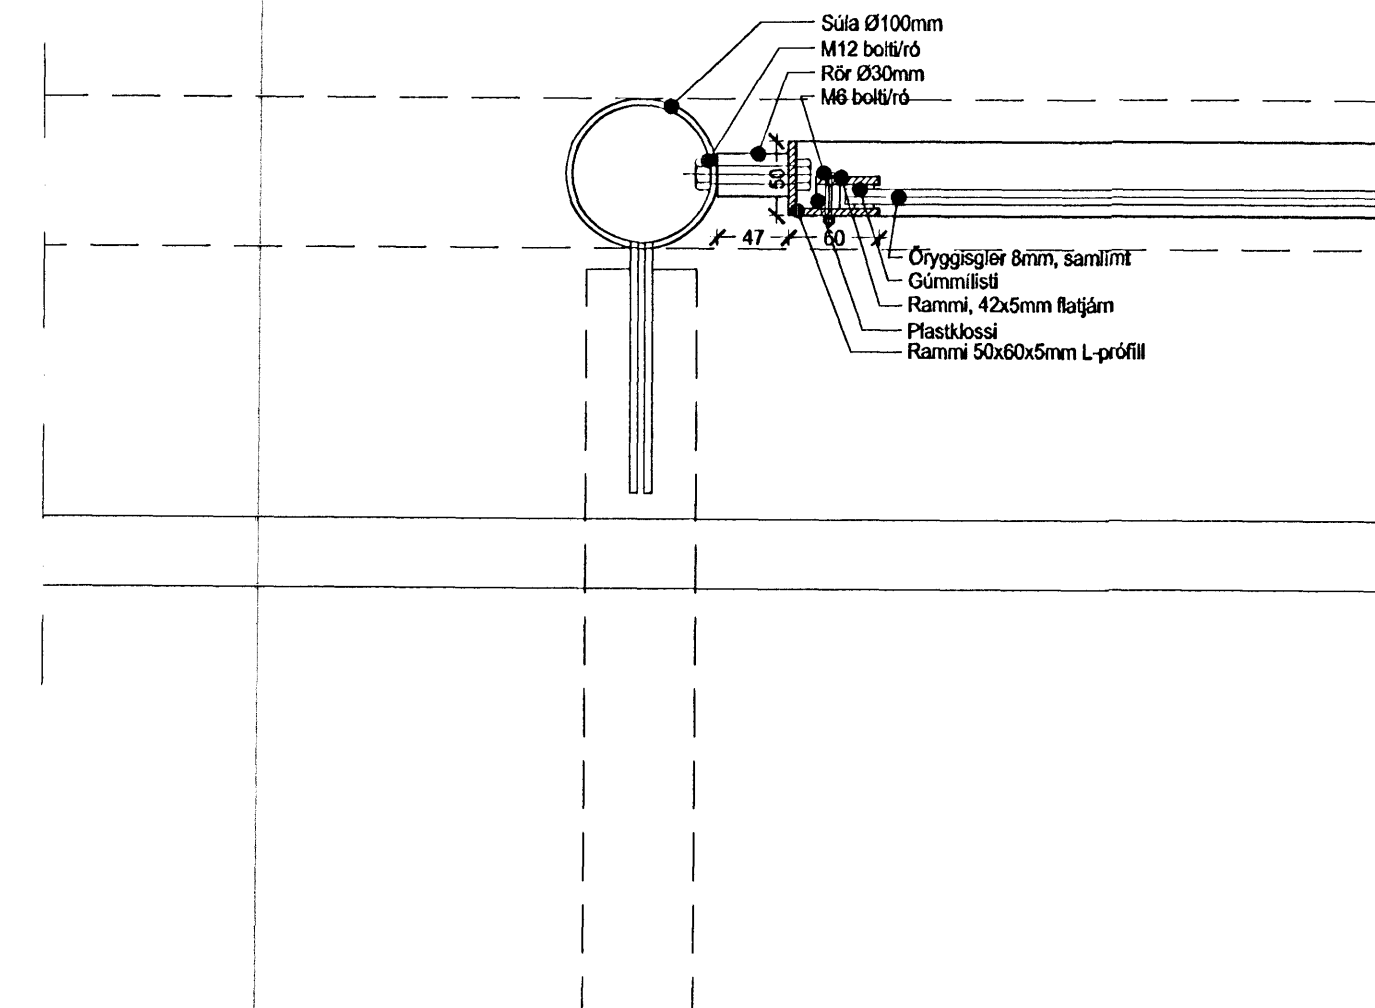 Súla Ø100mm
M12 bolti/ró
Rör Ø30mm
M6 bolti/ró
50
47
60
Öryggisgler 8mm, samlímt
Gúmmílisti
Rammi, 42x5mm flatjárn
Plastklossi
Rammi 50x60x5mm L-prófíll